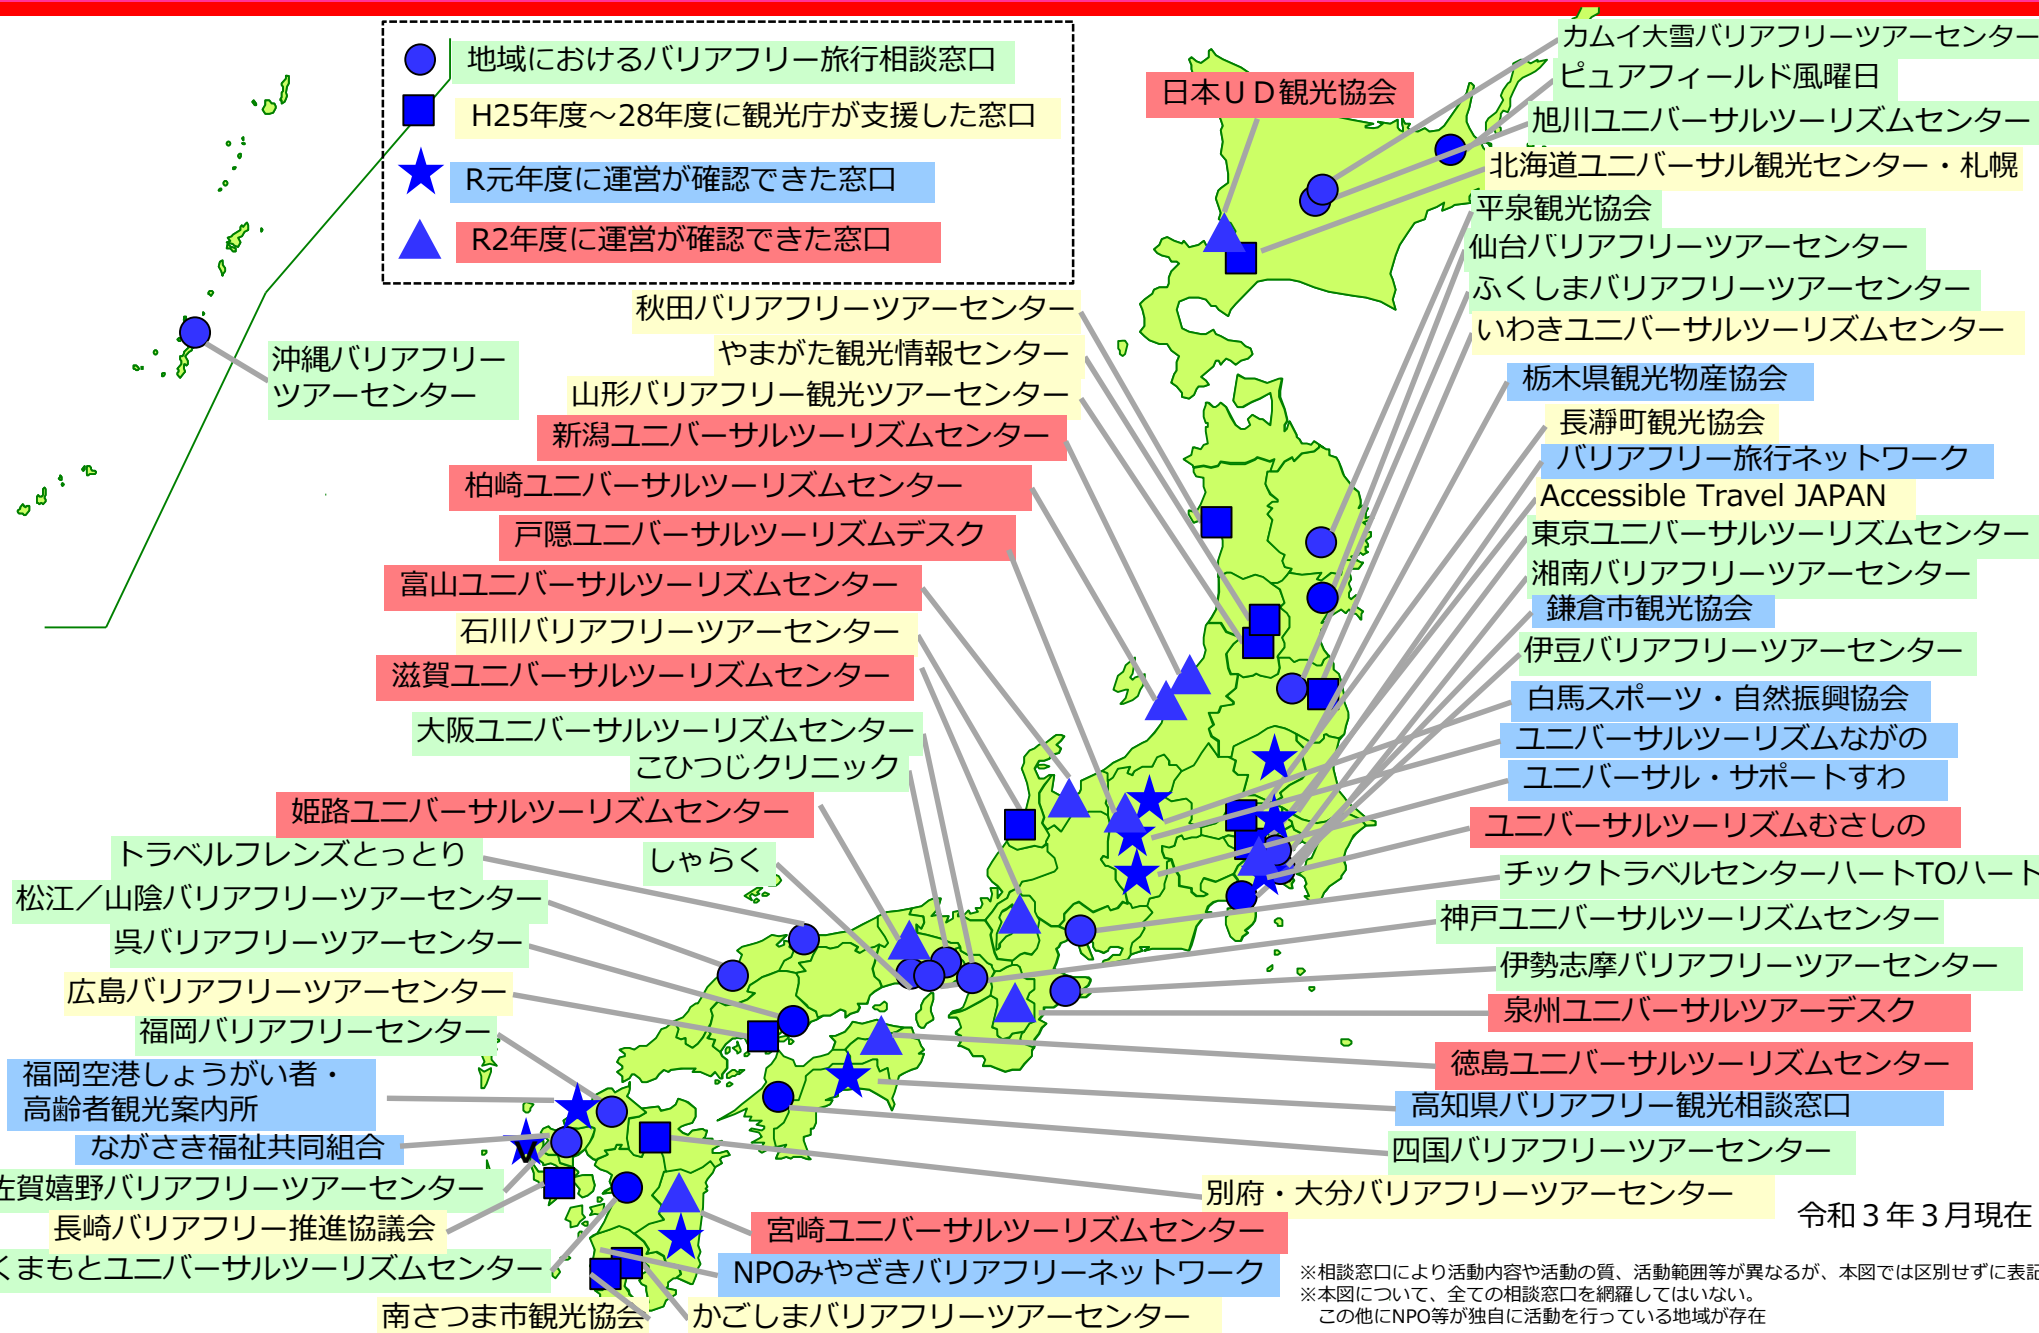 地域におけるバリアフリー旅行相談窓口
H25年度～28年度に観光庁が支援した窓口
R元年度に運営が確認できた窓口
R2年度に運営が確認できた窓口
日本ＵＤ観光協会
カムイ大雪バリアフリーツアーセンター
ピュアフィールド風曜日
旭川ユニバーサルツーリズムセンター
北海道ユニバーサル観光センター・札幌
平泉観光協会
仙台バリアフリーツアーセンター
ふくしまバリアフリーツアーセンター
いわきユニバーサルツーリズムセンター
栃木県観光物産協会
長瀞町観光協会
バリアフリー旅行ネットワーク
Accessible Travel JAPAN
東京ユニバーサルツーリズムセンター
湘南バリアフリーツアーセンター
鎌倉市観光協会
伊豆バリアフリーツアーセンター
白馬スポーツ・自然振興協会
ユニバーサルツーリズムながの
ユニバーサル・サポートすわ
ユニバーサルツーリズムむさしの
チックトラベルセンターハートTOハート
神戸ユニバーサルツーリズムセンター
伊勢志摩バリアフリーツアーセンター
泉州ユニバーサルツアーデスク
徳島ユニバーサルツーリズムセンター
高知県バリアフリー観光相談窓口
四国バリアフリーツアーセンター
別府・大分バリアフリーツアーセンター
沖縄バリアフリー
ツアーセンター
秋田バリアフリーツアーセンター
やまがた観光情報センター
山形バリアフリー観光ツアーセンター
新潟ユニバーサルツーリズムセンター
柏崎ユニバーサルツーリズムセンター
戸隠ユニバーサルツーリズムデスク
富山ユニバーサルツーリズムセンター
石川バリアフリーツアーセンター
滋賀ユニバーサルツーリズムセンター
大阪ユニバーサルツーリズムセンター
こひつじクリニック
姫路ユニバーサルツーリズムセンター
トラベルフレンズとっとり
しゃらく
松江／山陰バリアフリーツアーセンター
呉バリアフリーツアーセンター
広島バリアフリーツアーセンター
福岡バリアフリーセンター
福岡空港しょうがい者・
高齢者観光案内所
ながさき福祉共同組合
佐賀嬉野バリアフリーツアーセンター
長崎バリアフリー推進協議会
くまもとユニバーサルツーリズムセンター
南さつま市観光協会
かごしまバリアフリーツアーセンター
NPOみやざきバリアフリーネットワーク
宮崎ユニバーサルツーリズムセンター
令和３年３月現在
※相談窓口により活動内容や活動の質、活動範囲等が異なるが、本図では区別せずに表記
※本図について、全ての相談窓口を網羅してはいない。
この他にNPO等が独自に活動を行っている地域が存在